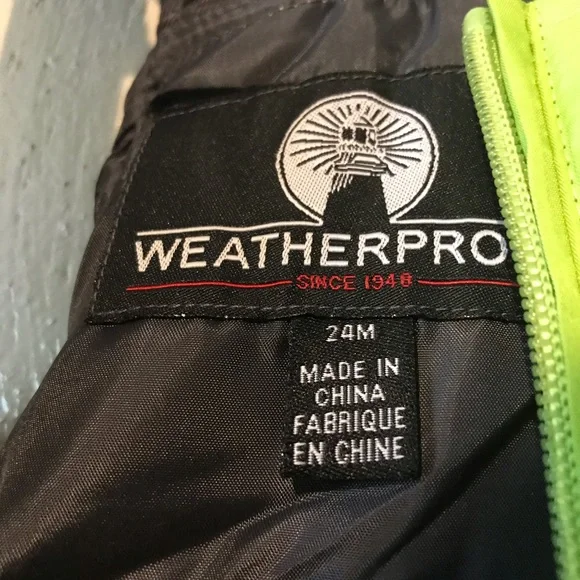 WEATHERPRO
SINCE 1948
24M
MADE IN
CHINA
FABRIQUE
EN CHINE